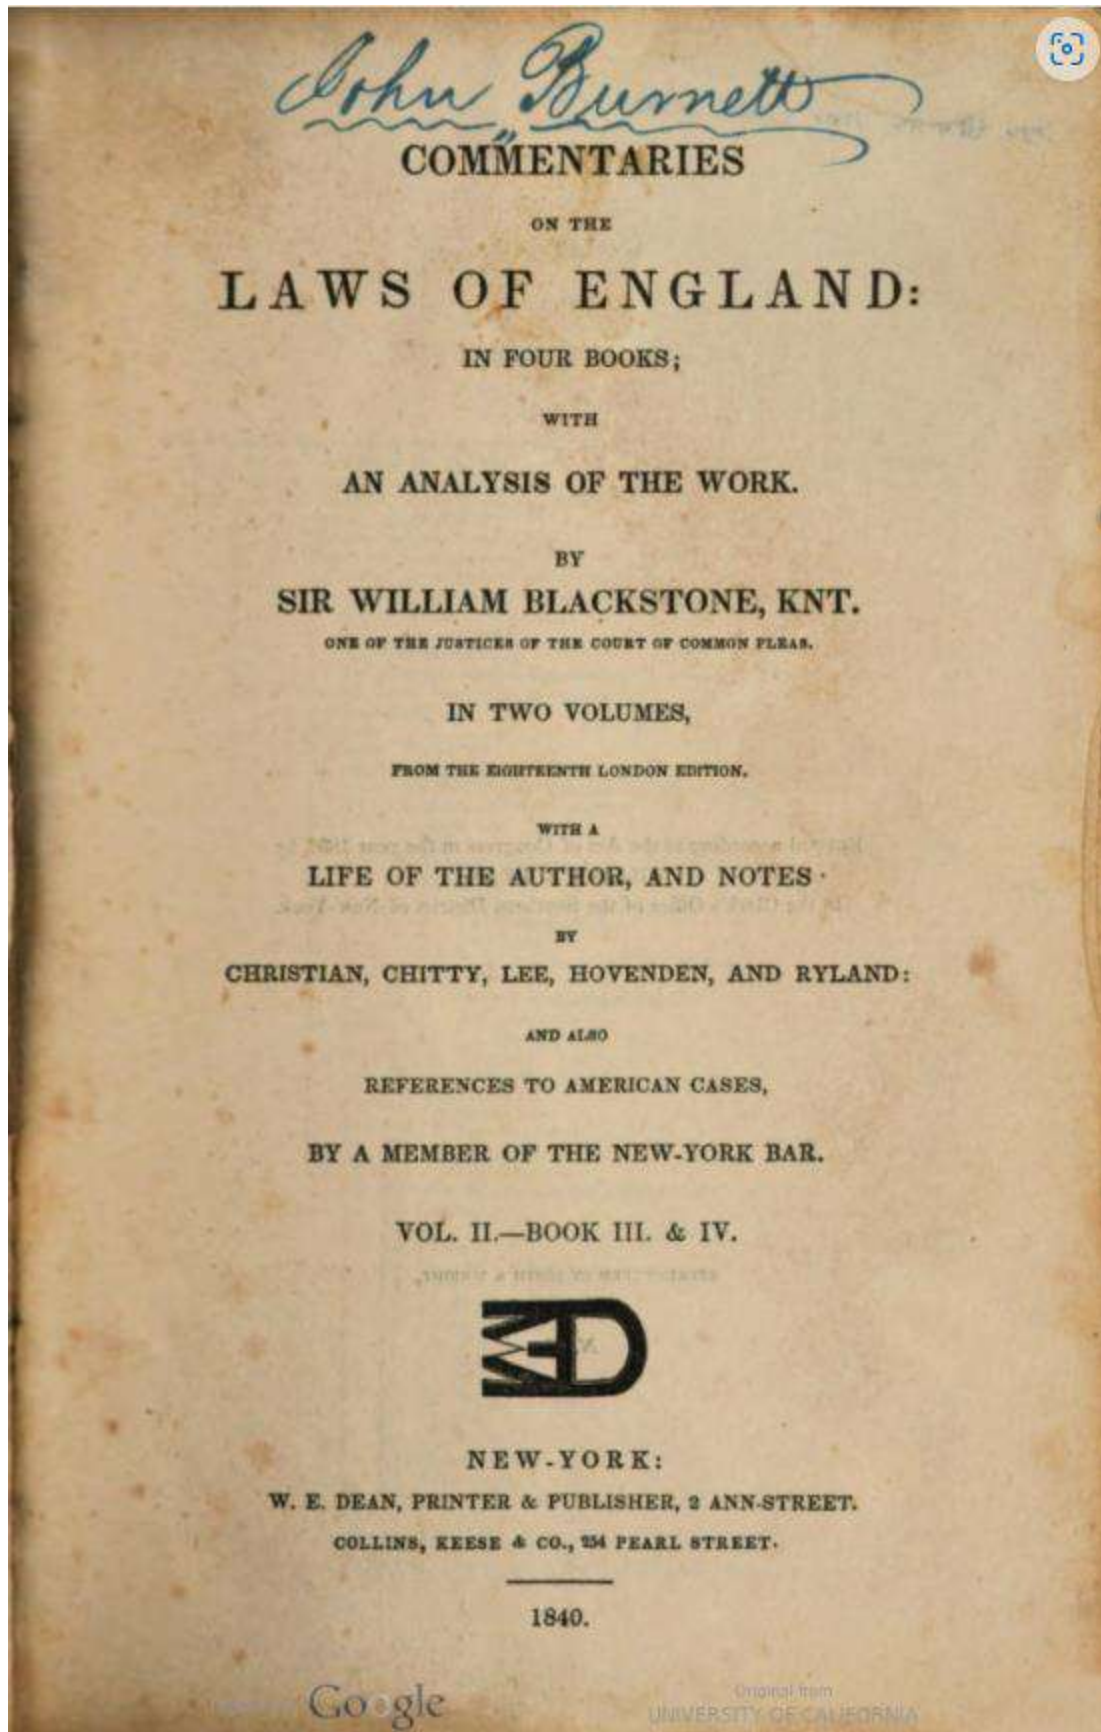 John Burnett
COMMENTARIES
ON THE
LAWS OF ENGLAND:
IN FOUR BOOKS;
WITH
AN ANALYSIS OF THE WORK.
BY
SIR WILLIAM BLACKSTONE, KNT.
ONE OF THE JUSTICES OF THE COURT OF COMMON PLEAS.
IN TWO VOLUMES,
FROM THE EIGHTEENTH LONDON EDITION.
WITH A
LIFE OF THE AUTHOR, AND NOTES
BY
CHRISTIAN, CHITTY, LEE, HOVENDEN, AND RYLAND:
AND ALSO
REFERENCES TO AMERICAN CASES,
BY A MEMBER OF THE NEW-YORK BAR.
VOL. II.—BOOK III. & IV.
WED
NEW-YORK:
W. E. DEAN, PRINTER & PUBLISHER, 2 ANN-STREET.
COLLINS, KEESE & CO., 254 PEARL STREET.
1840.
Google
Original from
UNIVERSITY OF CALIFORNIA